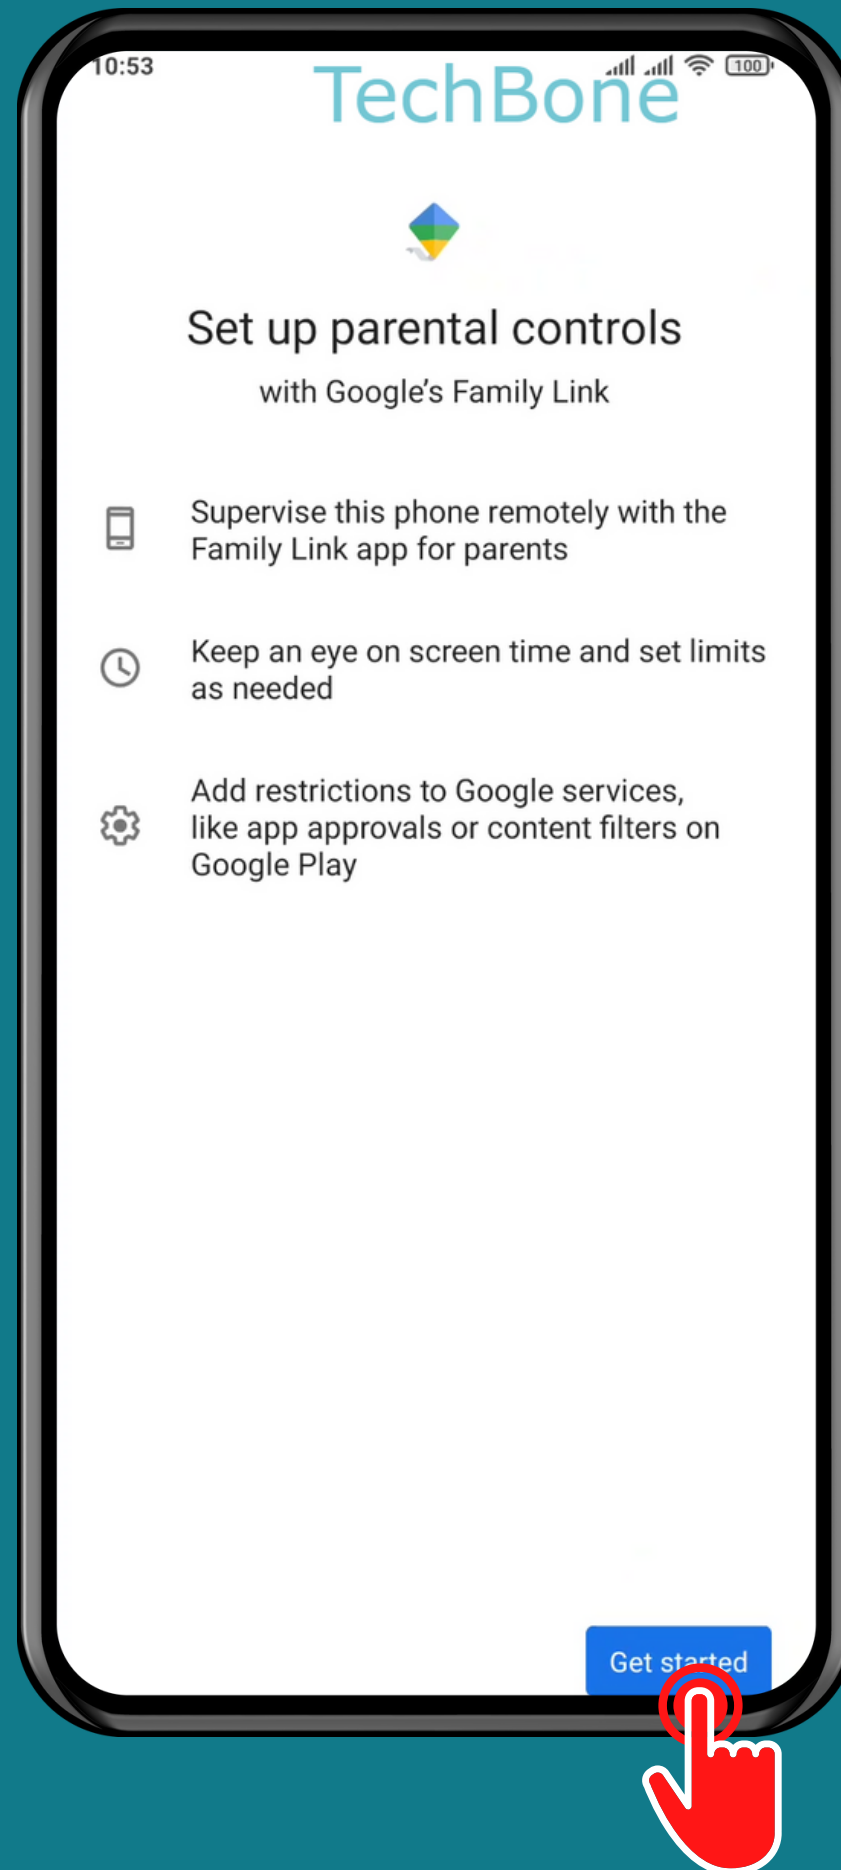 10:53
TechBone
100
Set up parental controls
with Google’s Family Link
Supervise this phone remotely with the
Family Link app for parents
Keep an eye on screen time and set limits
as needed
Add restrictions to Google services,
like app approvals or content filters on
Google Play
Get started